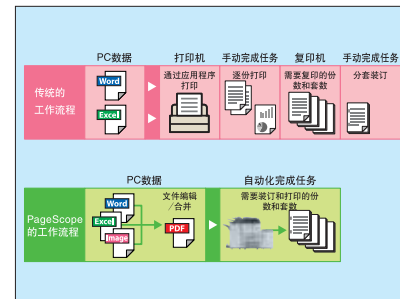 PC数据 打印机 手动完成任务 复印机 手动完成任务
传统的
工作流程
Word
Excel
通过应用程序
打印
逐份打印
需要复印的份
数和套数
分套装订
PC数据 自动化完成任务
PageScope
的工作流程
Word
Excel
Image
文件编辑
/合并
PDF
需要装订和打印的份
数和套数